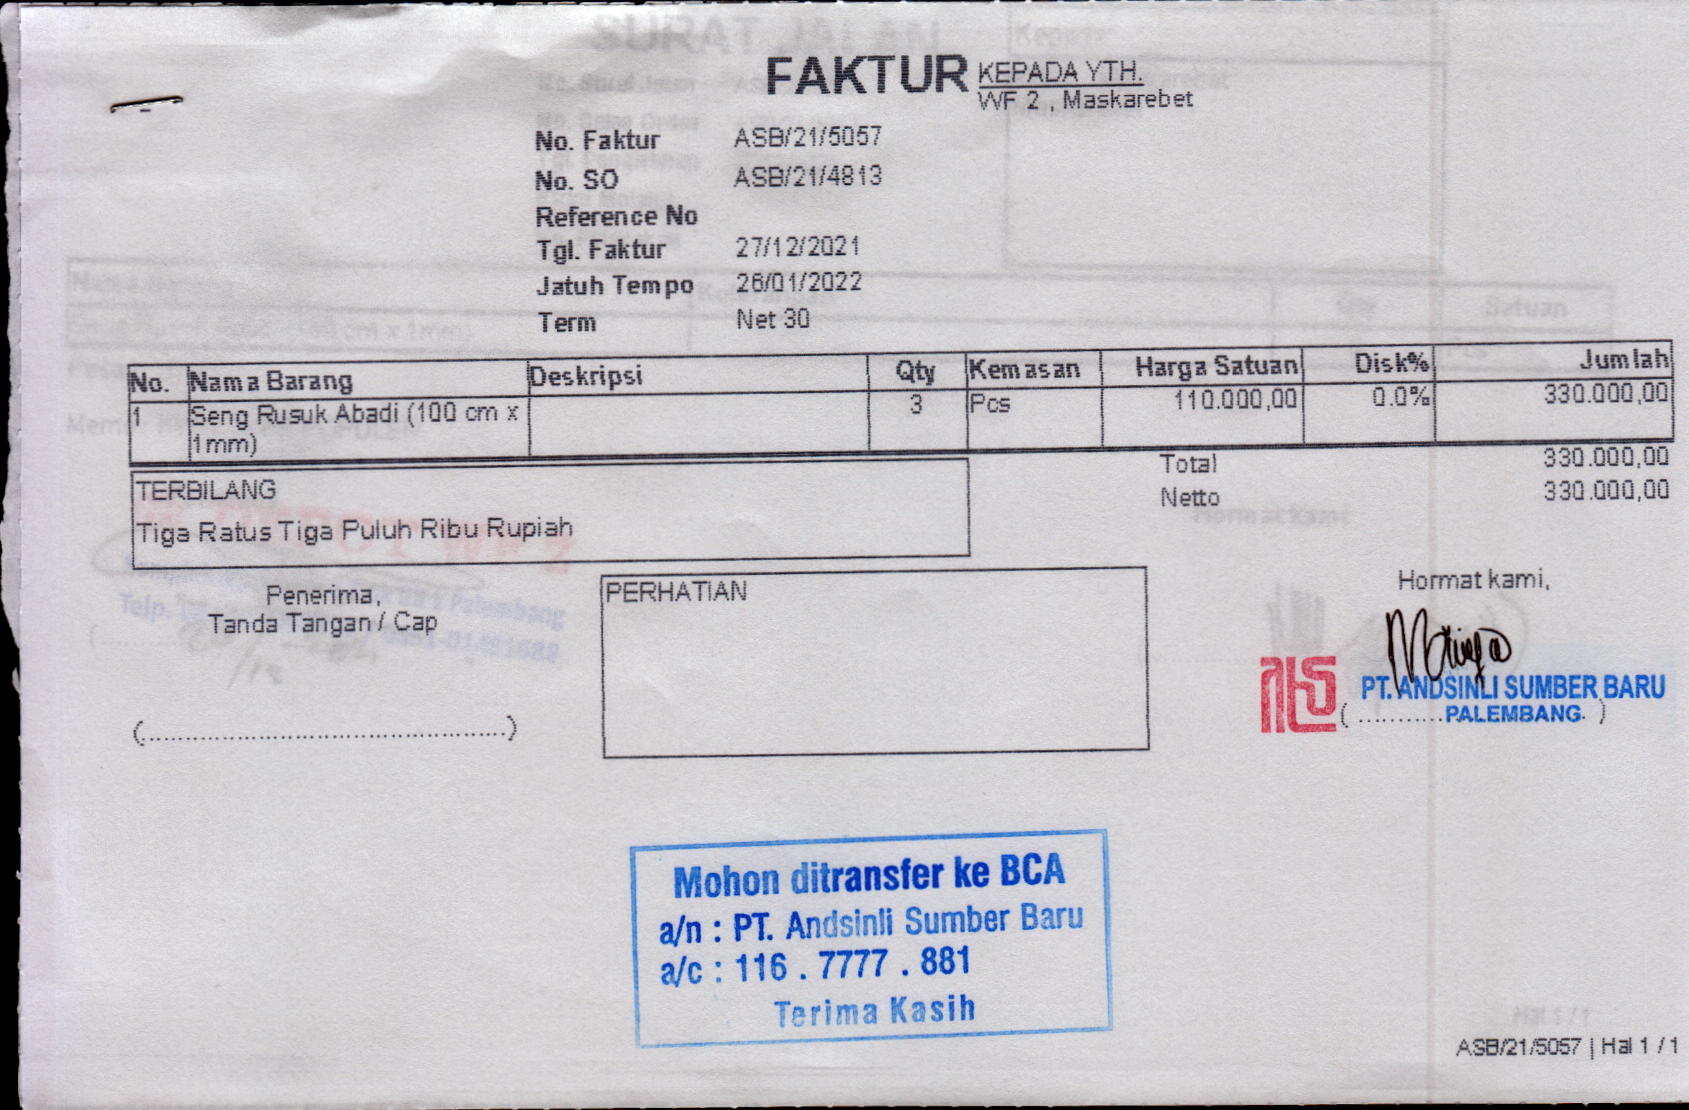 FAKTUR
KEPADA YTH.
WF 2 , Maskarebet
No. Faktur ASB/21/5057
No. SO ASB/21/4813
Reference No
Tgl. Faktur 27/12/2021
Jatuh Tempo 26/01/2022
Term Net 30
No. Nama Barang Deskripsi Qty Kemasan Harga Satuan Disk% Jumlah
1 Seng Rusuk Abadi (100 cm x 3 Pcs 110.000,00 0.0% 330.000,00
1mm)
Total 330.000,00
Netto 330.000,00
TERBILANG
Tiga Ratus Tiga Puluh Ribu Rupiah
Penerima,
Tanda Tangan / Cap
(................................................)
PERHATIAN
Hormat kami,
PT. ANDSINLI SUMBER BARU
( ...........PALEMBANG )
Mohon ditransfer ke BCA
a/n : PT. Andsinli Sumber Baru
a/c : 116 . 7777 . 881
Terima Kasih
ASB/21/5057 | Hal 1 / 1